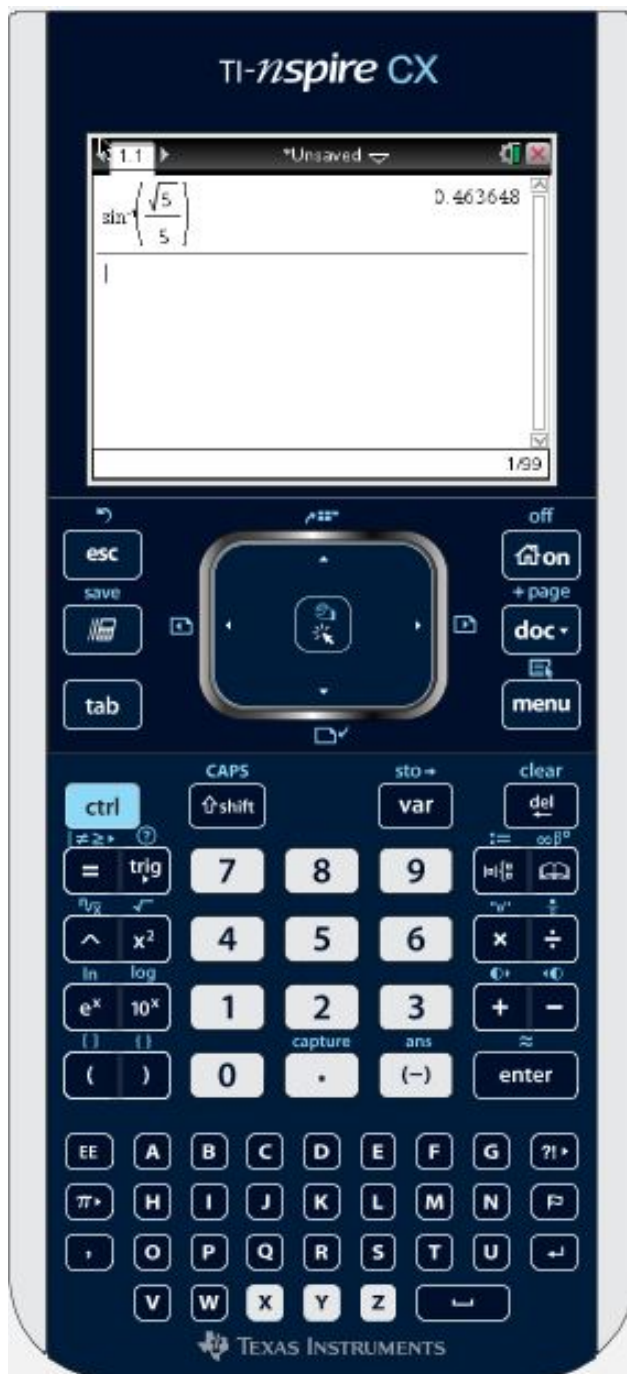 TI-nspire CX
1.1 *Unsaved
sin⁻¹(√5/5) 0.463648
1/99
off
esc on
save +page
doc
tab menu
CAPS sto→ clear
ctrl ⇧shift var del
|≠≥▸ ? := ∞β°
= trig 7 8 9
ⁿ√x √ "∘"
^ x² 4 5 6 × ÷
ln log
eˣ 10ˣ 1 2 3 + −
[ ] { } capture ans ≈
( ) 0 . (−) enter
EE A B C D E F G ?!▸
π▸ H I J K L M N
, O P Q R S T U ↵
V W X Y Z
TEXAS INSTRUMENTS